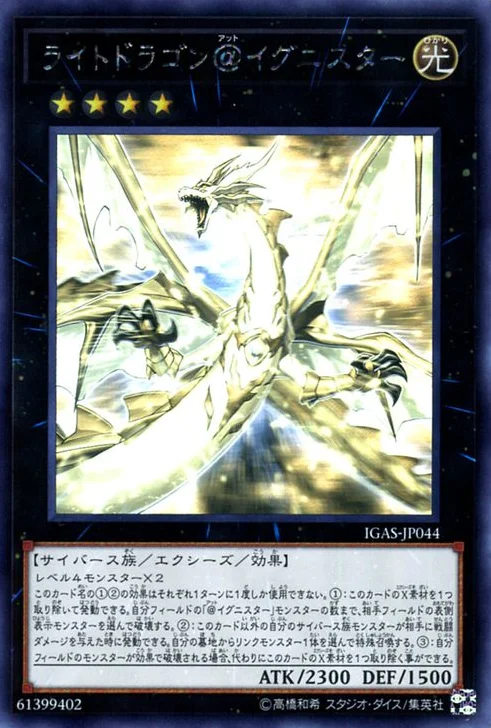 アット
ライトドラゴン@イグニスター
光
IGAS-JP044
【サイバース族／エクシーズ／効果】
レベル4モンスター×2
このカード名の①②の効果はそれぞれ1ターンに1度しか使用できない。①：このカードのX素材を1つ
取り除いて発動できる。自分フィールドの「@イグニスター」モンスターの数まで、相手フィールドの表側
表示モンスターを選んで破壊する。②：このカード以外の自分のサイバース族モンスターが相手に戦闘
ダメージを与えた時に発動できる。自分の墓地からリンクモンスター1体を選んで特殊召喚する。③：自分
フィールドのモンスターが効果で破壊される場合、代わりにこのカードのX素材を1つ取り除く事ができる。
ATK/2300 DEF/1500
61399402
©高橋和希 スタジオ・ダイス/集英社